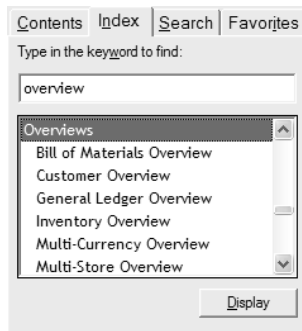 Contents Index Search Favorites
Type in the keyword to find:
overview
Overviews
Bill of Materials Overview
Customer Overview
General Ledger Overview
Inventory Overview
Multi-Currency Overview
Multi-Store Overview
Display